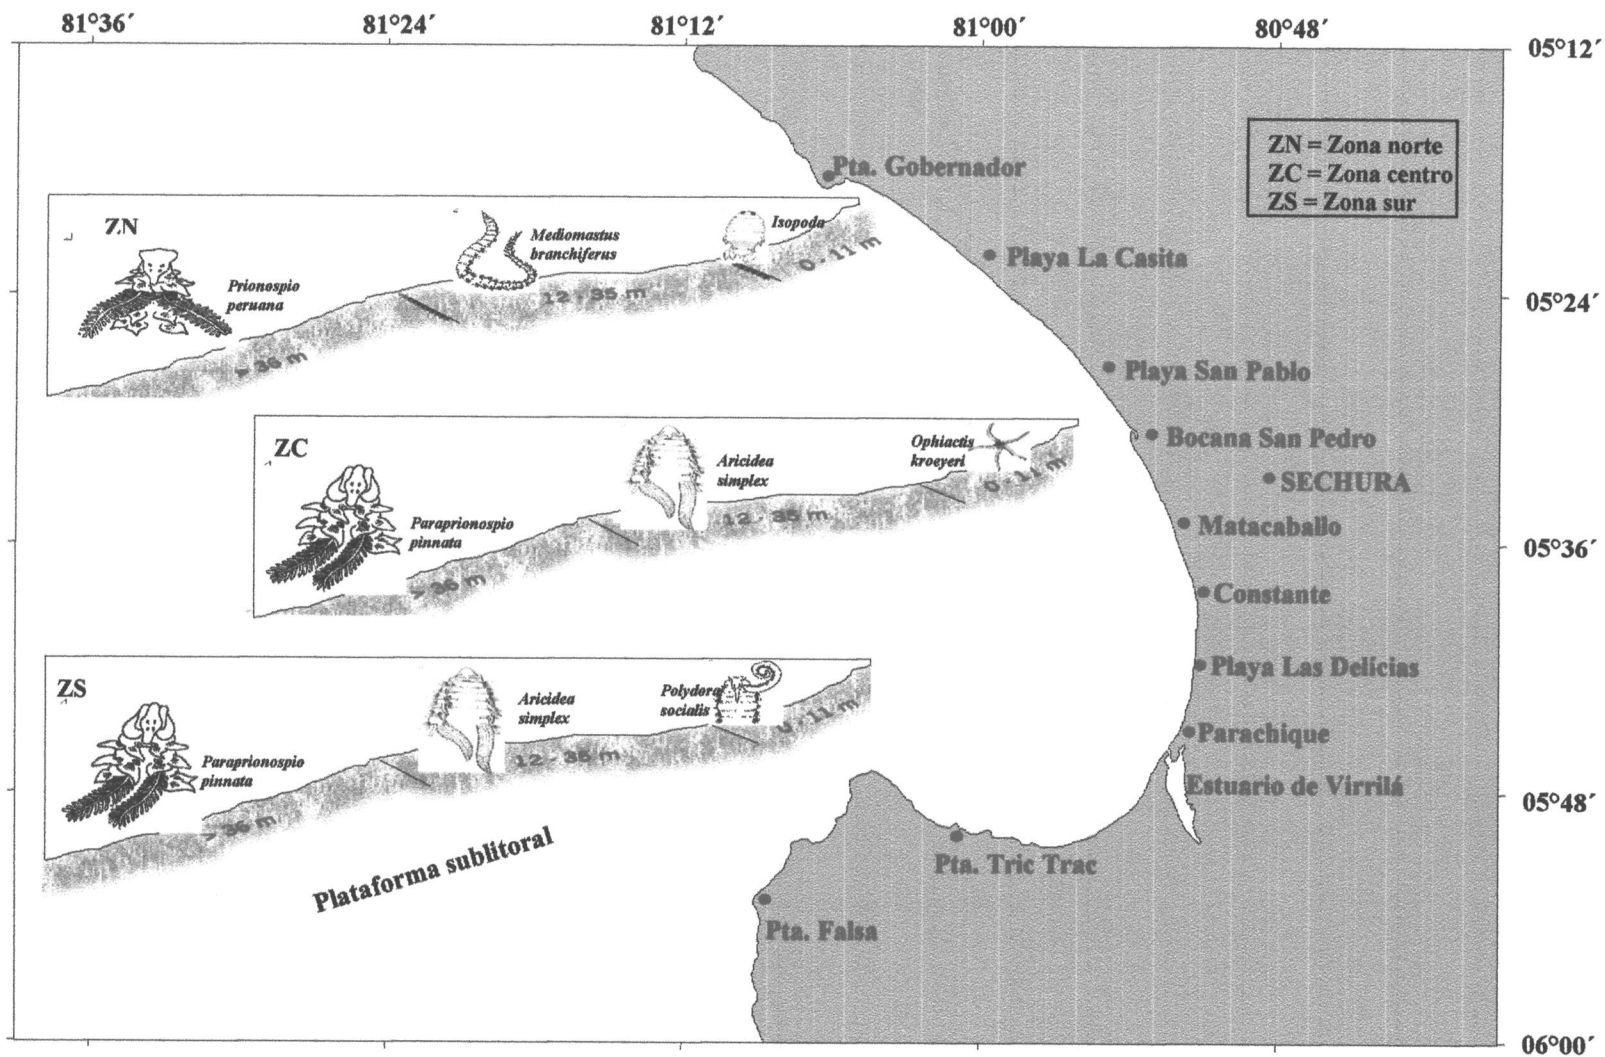 81°36´ 81°24´ 81°12´ 81°00´ 80°48´
05°12´
ZN = Zona norte
ZC = Zona centro
ZS = Zona sur
Pta. Gobernador
ZN
Isopoda
Mediomastus
branchiferus
Prionospio
peruana
0 - 11 m
12 - 35 m
> 36 m
Playa La Casita
05°24´
Playa San Pablo
ZC
Ophiactis
kroeyeri
Aricidea
simplex
Paraprionospio
pinnata
0 - 11 m
12 - 35 m
> 36 m
Bocana San Pedro
SECHURA
Matacaballo
05°36´
Constante
ZS
Polydora
socialis
Aricidea
simplex
Paraprionospio
pinnata
0 - 11 m
12 - 35 m
> 36 m
Playa Las Delícias
Parachique
Estuario de Virrilá
05°48´
Plataforma sublitoral
Pta. Tric Trac
Pta. Falsa
06°00´